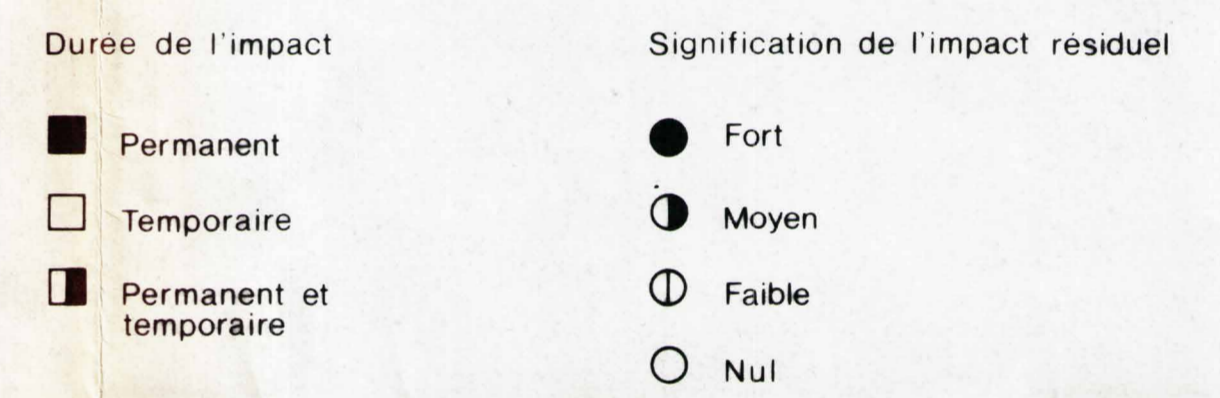 Durée de l'impact
Permanent
Temporaire
Permanent et
temporaire
Signification de l'impact résiduel
Fort
Moyen
Faible
Nul